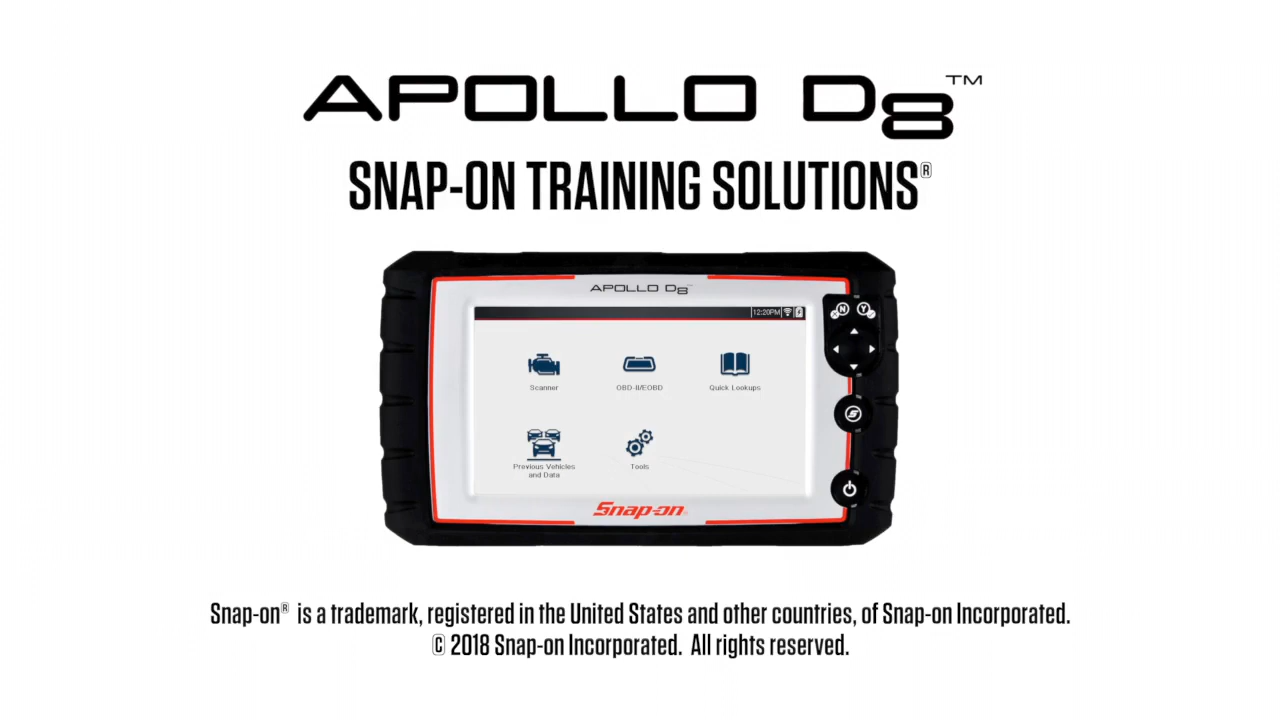 APOLLO D8™
SNAP-ON TRAINING SOLUTIONS®
APOLLO D8™
12:20PM
N Y
Scanner
OBD-II/EOBD
Quick Lookups
S
Previous Vehicles
and Data
Tools
Snap-on®
Snap-on® is a trademark, registered in the United States and other countries, of Snap-on Incorporated.
© 2018 Snap-on Incorporated. All rights reserved.